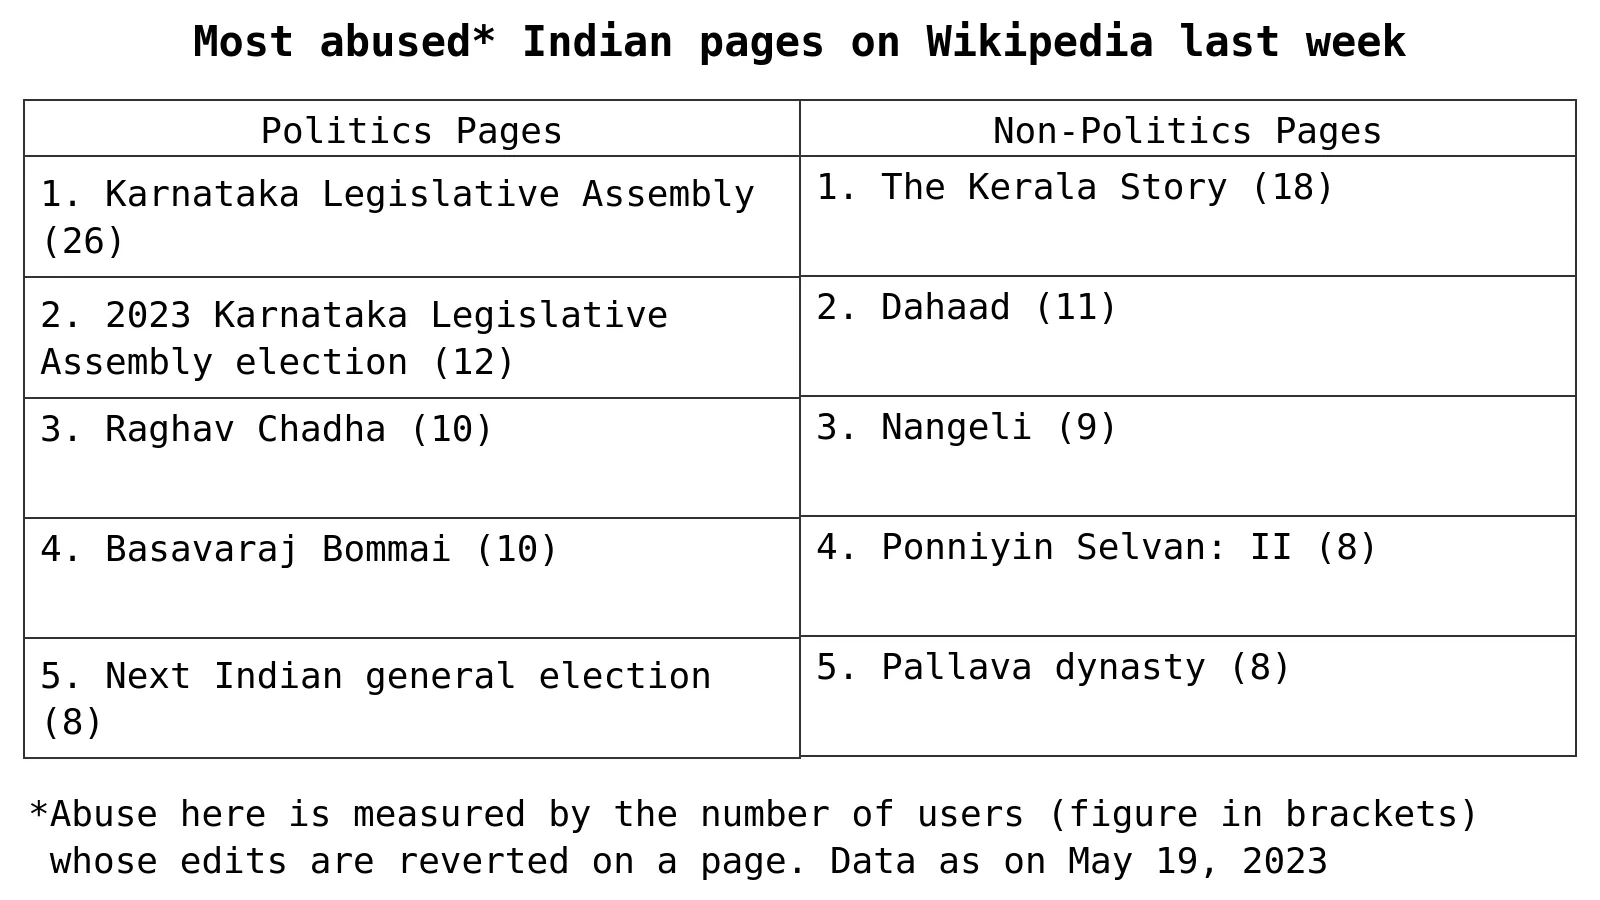 Most abused* Indian pages on Wikipedia last week
Politics Pages
1. Karnataka Legislative Assembly
(26)
2. 2023 Karnataka Legislative
Assembly election (12)
3. Raghav Chadha (10)
4. Basavaraj Bommai (10)
5. Next Indian general election
(8)
Non-Politics Pages
1. The Kerala Story (18)
2. Dahaad (11)
3. Nangeli (9)
4. Ponniyin Selvan: II (8)
5. Pallava dynasty (8)
*Abuse here is measured by the number of users (figure in brackets)
whose edits are reverted on a page. Data as on May 19, 2023